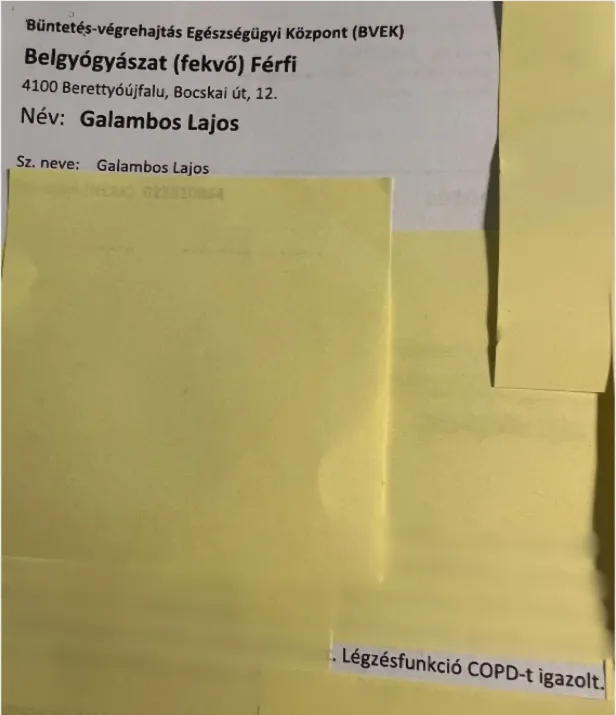 Büntetés-végrehajtás Egészségügyi Központ (BVEK)
Belgyógyászat (fekvő) Férfi
4100 Berettyóújfalu, Bocskai út, 12.
Név: Galambos Lajos
Sz. neve: Galambos Lajos
. Légzésfunkció COPD-t igazolt.